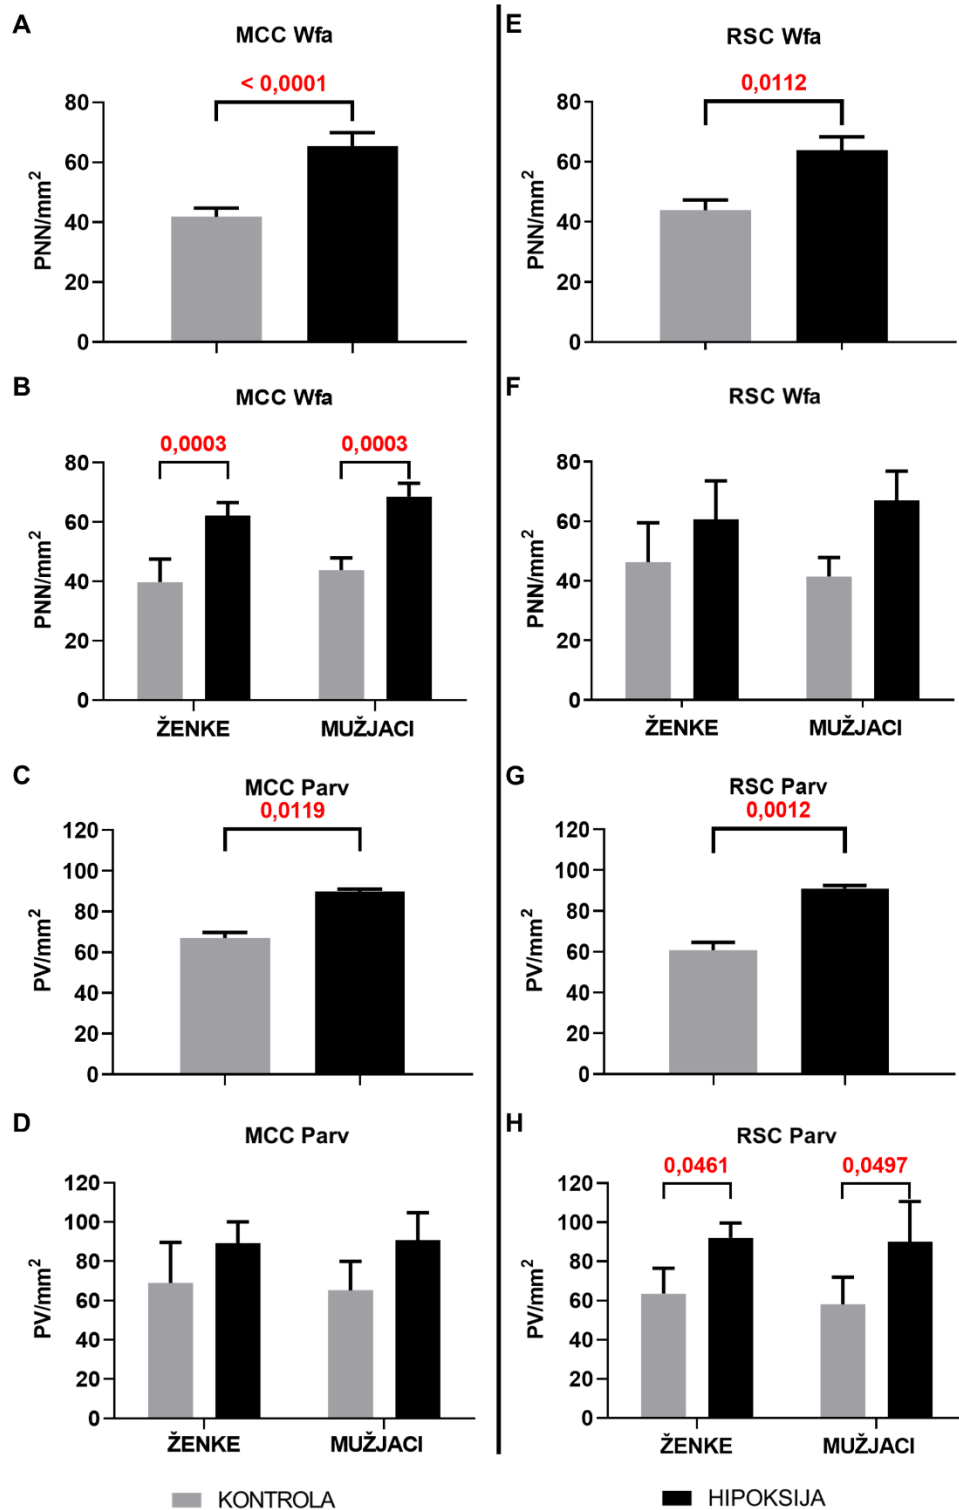 A
MCC Wfa
< 0,0001
80
60
40
20
0
PNN/mm²
B
MCC Wfa
0,0003
0,0003
80
60
40
20
0
PNN/mm²
ŽENKE
MUŽJACI
C
MCC Parv
0,0119
120
100
80
60
40
20
0
PV/mm²
D
MCC Parv
120
100
80
60
40
20
0
PV/mm²
ŽENKE
MUŽJACI
E
RSC Wfa
0,0112
80
60
40
20
0
PNN/mm²
F
RSC Wfa
80
60
40
20
0
PNN/mm²
ŽENKE
MUŽJACI
G
RSC Parv
0,0012
120
100
80
60
40
20
0
PV/mm²
H
RSC Parv
0,0461
0,0497
120
100
80
60
40
20
0
PV/mm²
ŽENKE
MUŽJACI
KONTROLA
HIPOKSIJA